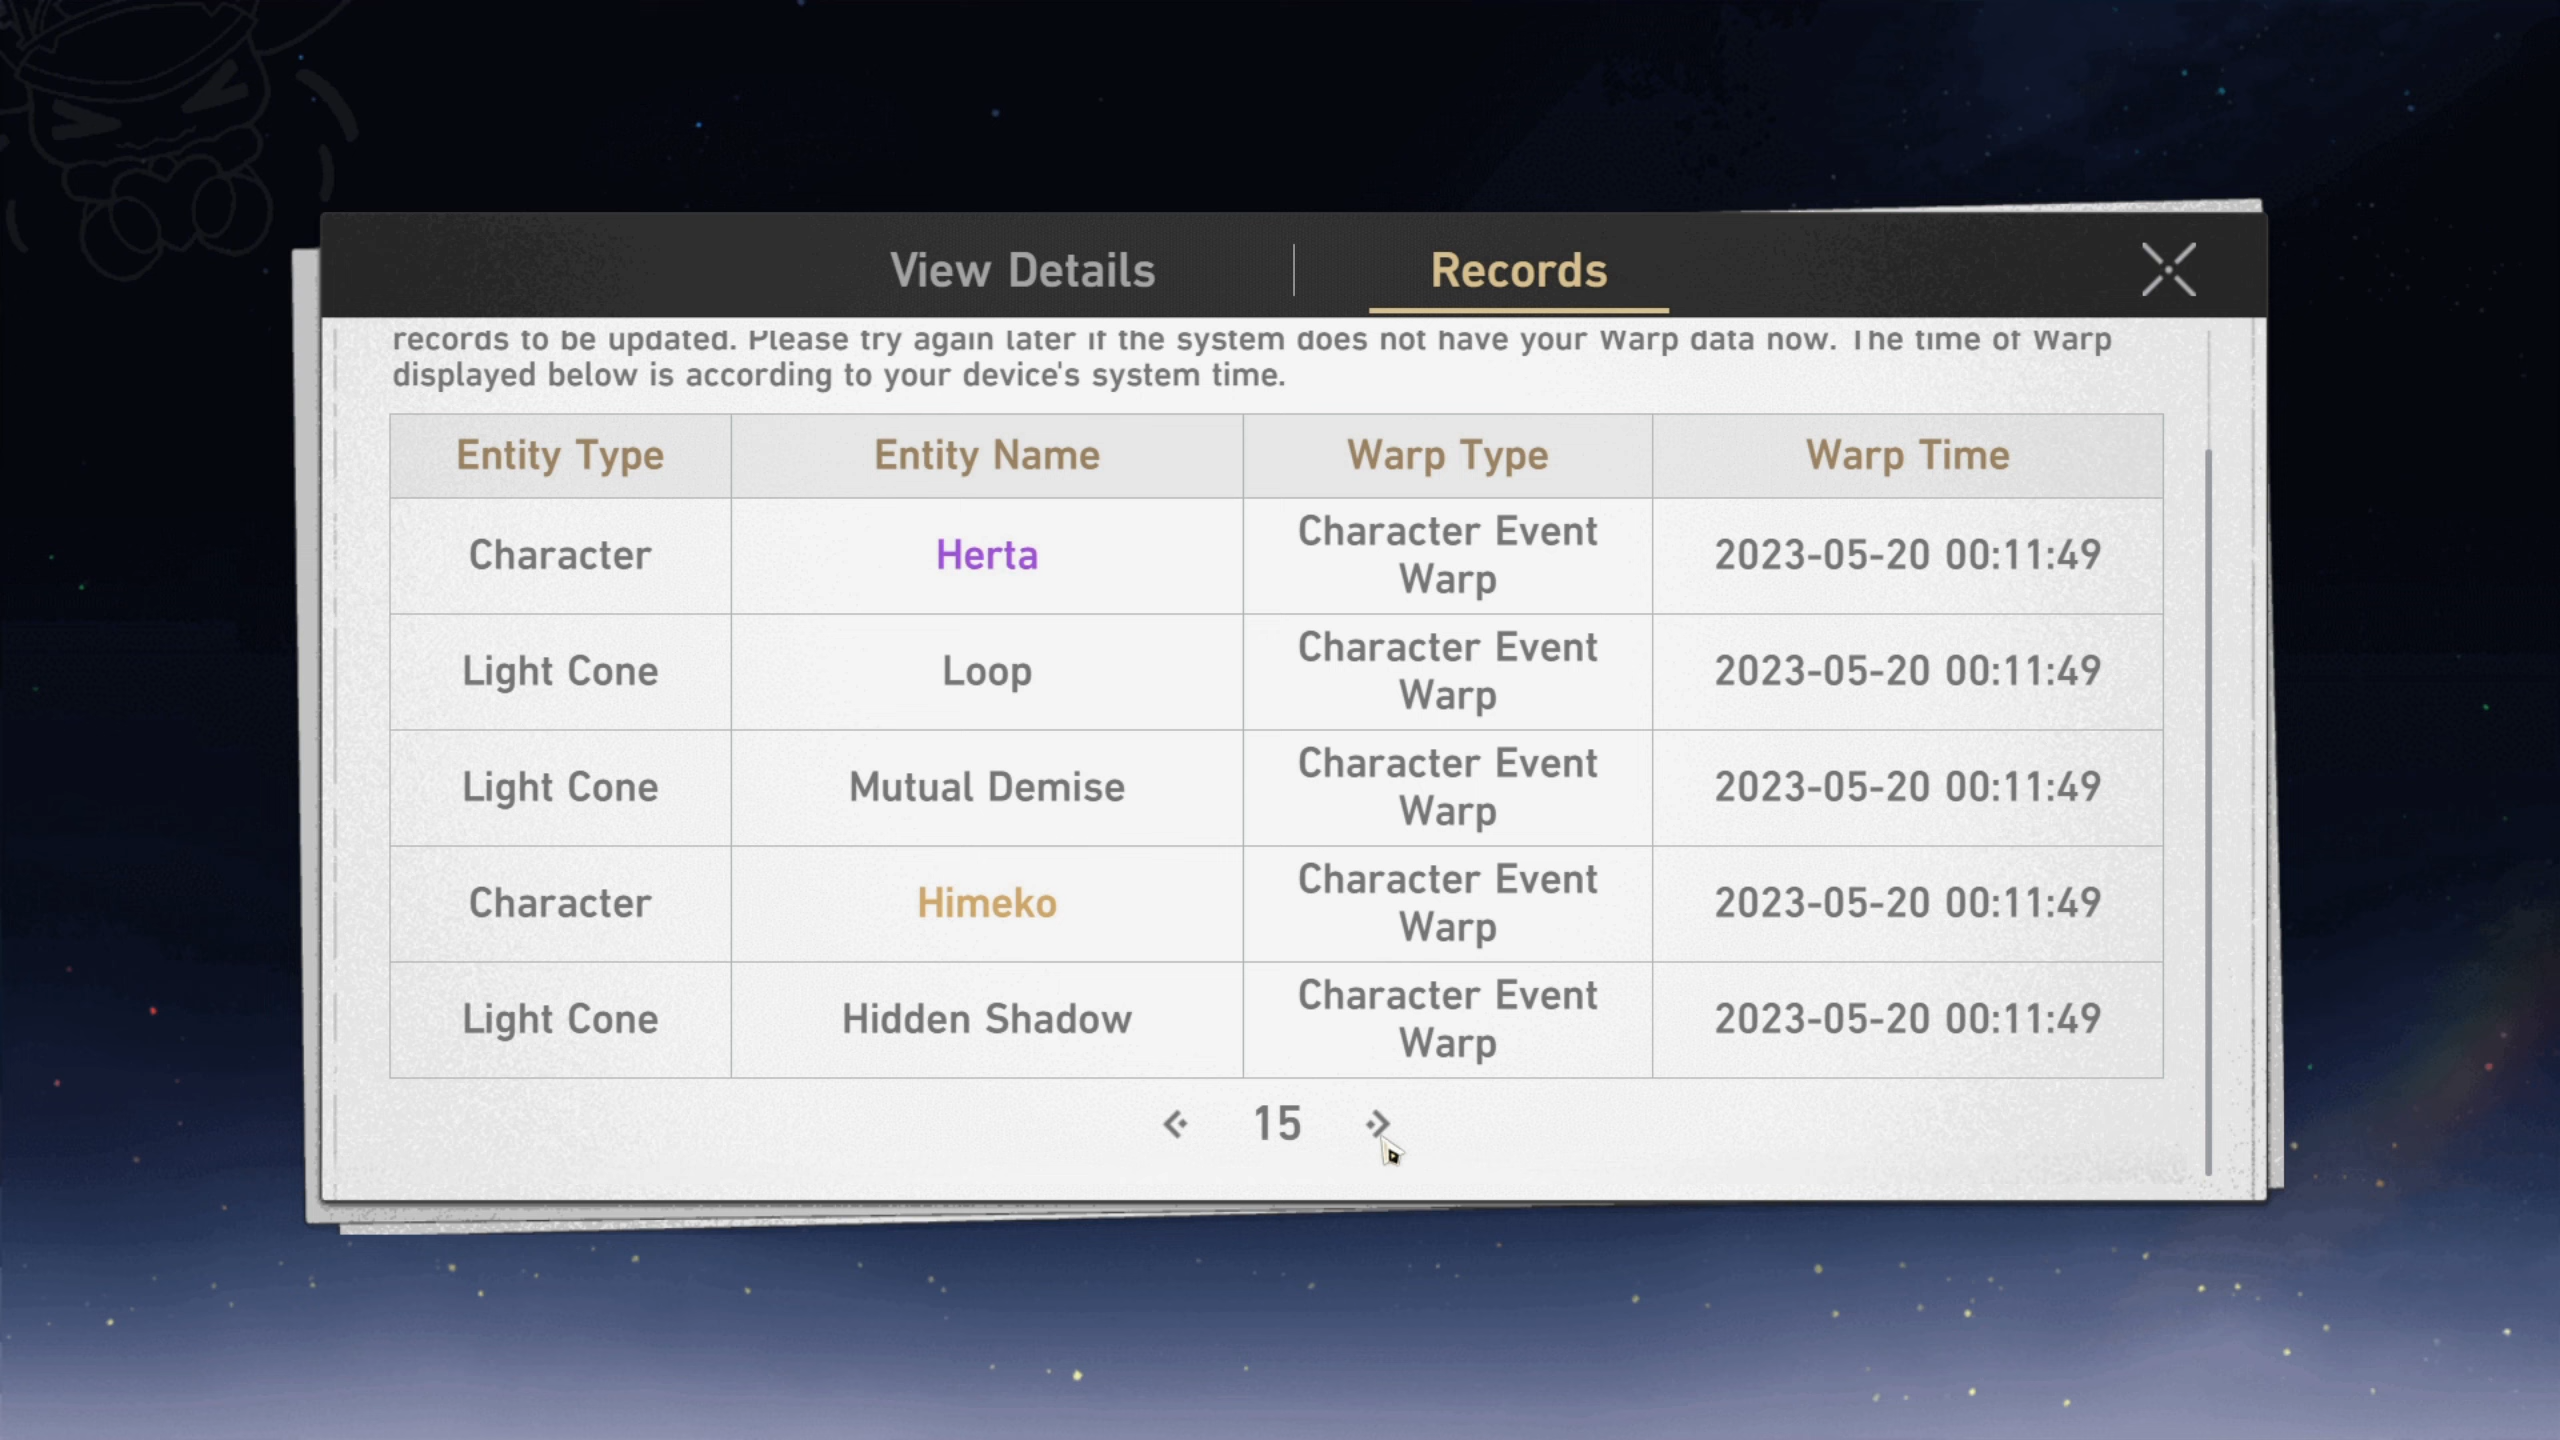 View Details
Records
records to be updated. Please try again later if the system does not have your Warp data now. The time of Warp
displayed below is according to your device's system time.
Entity Type
Entity Name
Warp Type
Warp Time
Character
Herta
Character Event
Warp
2023-05-20 00:11:49
Light Cone
Loop
Character Event
Warp
2023-05-20 00:11:49
Light Cone
Mutual Demise
Character Event
Warp
2023-05-20 00:11:49
Character
Himeko
Character Event
Warp
2023-05-20 00:11:49
Light Cone
Hidden Shadow
Character Event
Warp
2023-05-20 00:11:49
15